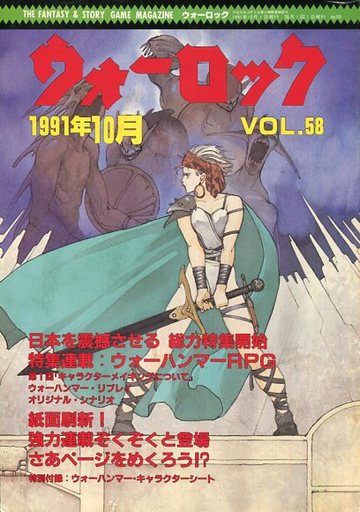 THE FANTASY & STORY GAME MAGAZINE ウォーロック
ウォーロック
1991年10月 VOL.58
日本を震撼させる 総力特集開始
特集連載:ウォーハンマーRPG
第1回「キャラクターメイキングについて」
ウォーハンマー・リプレイ
オリジナル・シナリオ
紙面刷新!
強力連載ぞくぞくと登場
さあページをめくろう!?
特別付録:ウォーハンマー・キャラクターシート